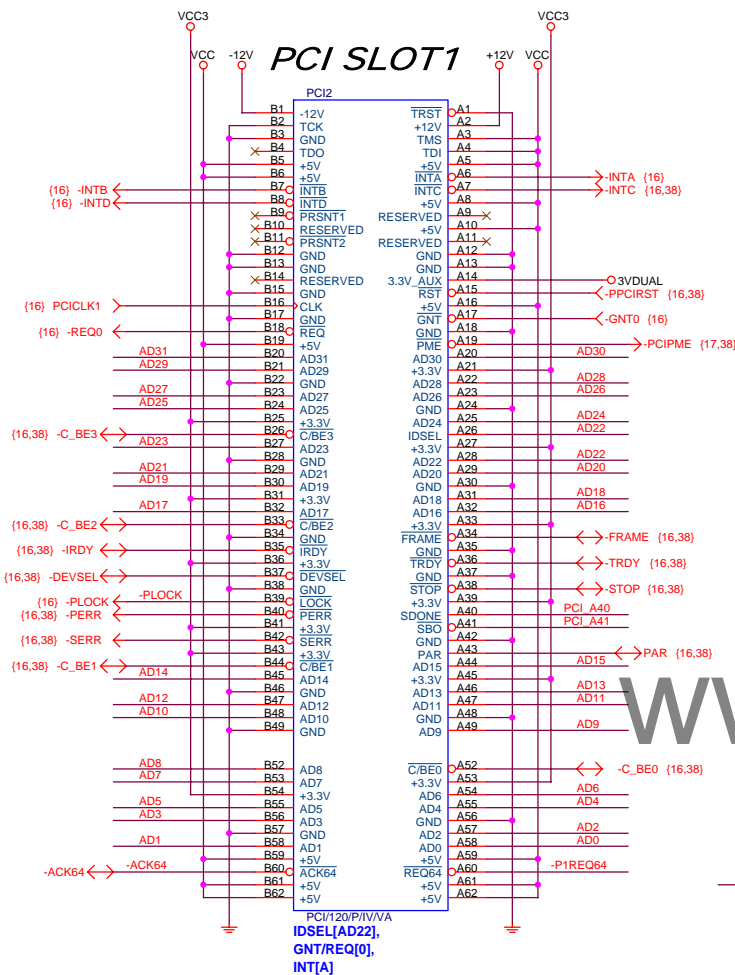 VCC3
VCC3
VCC -12V PCI SLOT1 +12V VCC
PCI2
B1 -12V TRST A1
B2 TCK +12V A2
B3 GND TMS A3
B4 TDO TDI A4
B5 +5V +5V A5
B6 +5V INTA A6 -INTA {16}
{16} -INTB B7 INTB INTC A7 -INTC {16,38}
{16} -INTD B8 INTD +5V A8
B9 PRSNT1 RESERVED A9
B10 RESERVED +5V A10
B11 PRSNT2 RESERVED A11
B12 GND GND A12
B13 GND GND A13
B14 RESERVED 3.3V_AUX A14 3VDUAL
B15 GND RST A15 -PPCIRST {16,38}
{16} PCICLK1 B16 CLK +5V A16
B17 GND GNT A17 -GNT0 {16}
{16} -REQ0 B18 REQ GND A18
B19 +5V PME A19 -PCIPME {17,38}
AD31 B20 AD31 AD30 A20 AD30
AD29 B21 AD29 +3.3V A21
B22 GND AD28 A22 AD28
AD27 B23 AD27 AD26 A23 AD26
AD25 B24 AD25 GND A24
B25 +3.3V AD24 A25 AD24
{16,38} -C_BE3 B26 C/BE3 IDSEL A26 AD22
AD23 B27 AD23 +3.3V A27
B28 GND AD22 A28 AD22
AD21 B29 AD21 AD20 A29 AD20
AD19 B30 AD19 GND A30
B31 +3.3V AD18 A31 AD18
AD17 B32 AD17 AD16 A32 AD16
{16,38} -C_BE2 B33 C/BE2 +3.3V A33
B34 GND FRAME A34 -FRAME {16,38}
{16,38} -IRDY B35 IRDY GND A35
B36 +3.3V TRDY A36 -TRDY {16,38}
{16,38} -DEVSEL B37 DEVSEL GND A37
B38 GND STOP A38 -STOP {16,38}
{16} -PLOCK -PLOCK B39 LOCK +3.3V A39
{16,38} -PERR B40 PERR SDONE A40 PCI_A40
B41 +3.3V SBO A41 PCI_A41
{16,38} -SERR B42 SERR GND A42
B43 +3.3V PAR A43 PAR {16,38}
{16,38} -C_BE1 B44 C/BE1 AD15 A44 AD15
AD14 B45 AD14 +3.3V A45
B46 GND AD13 A46 AD13
AD12 B47 AD12 AD11 A47 AD11
AD10 B48 AD10 GND A48
B49 GND AD9 A49 AD9
AD8 B52 AD8 C/BE0 A52 -C_BE0 {16,38}
AD7 B53 AD7 +3.3V A53
B54 +3.3V AD6 A54 AD6
AD5 B55 AD5 AD4 A55 AD4
AD3 B56 AD3 GND A56
B57 GND AD2 A57 AD2
AD1 B58 AD1 AD0 A58 AD0
B59 +5V +5V A59
-ACK64 -ACK64 B60 ACK64 REQ64 A60 -P1REQ64
B61 +5V +5V A61
B62 +5V +5V A62
PCI/120/P/IV/VA
IDSEL[AD22],
GNT/REQ[0],
INT[A]